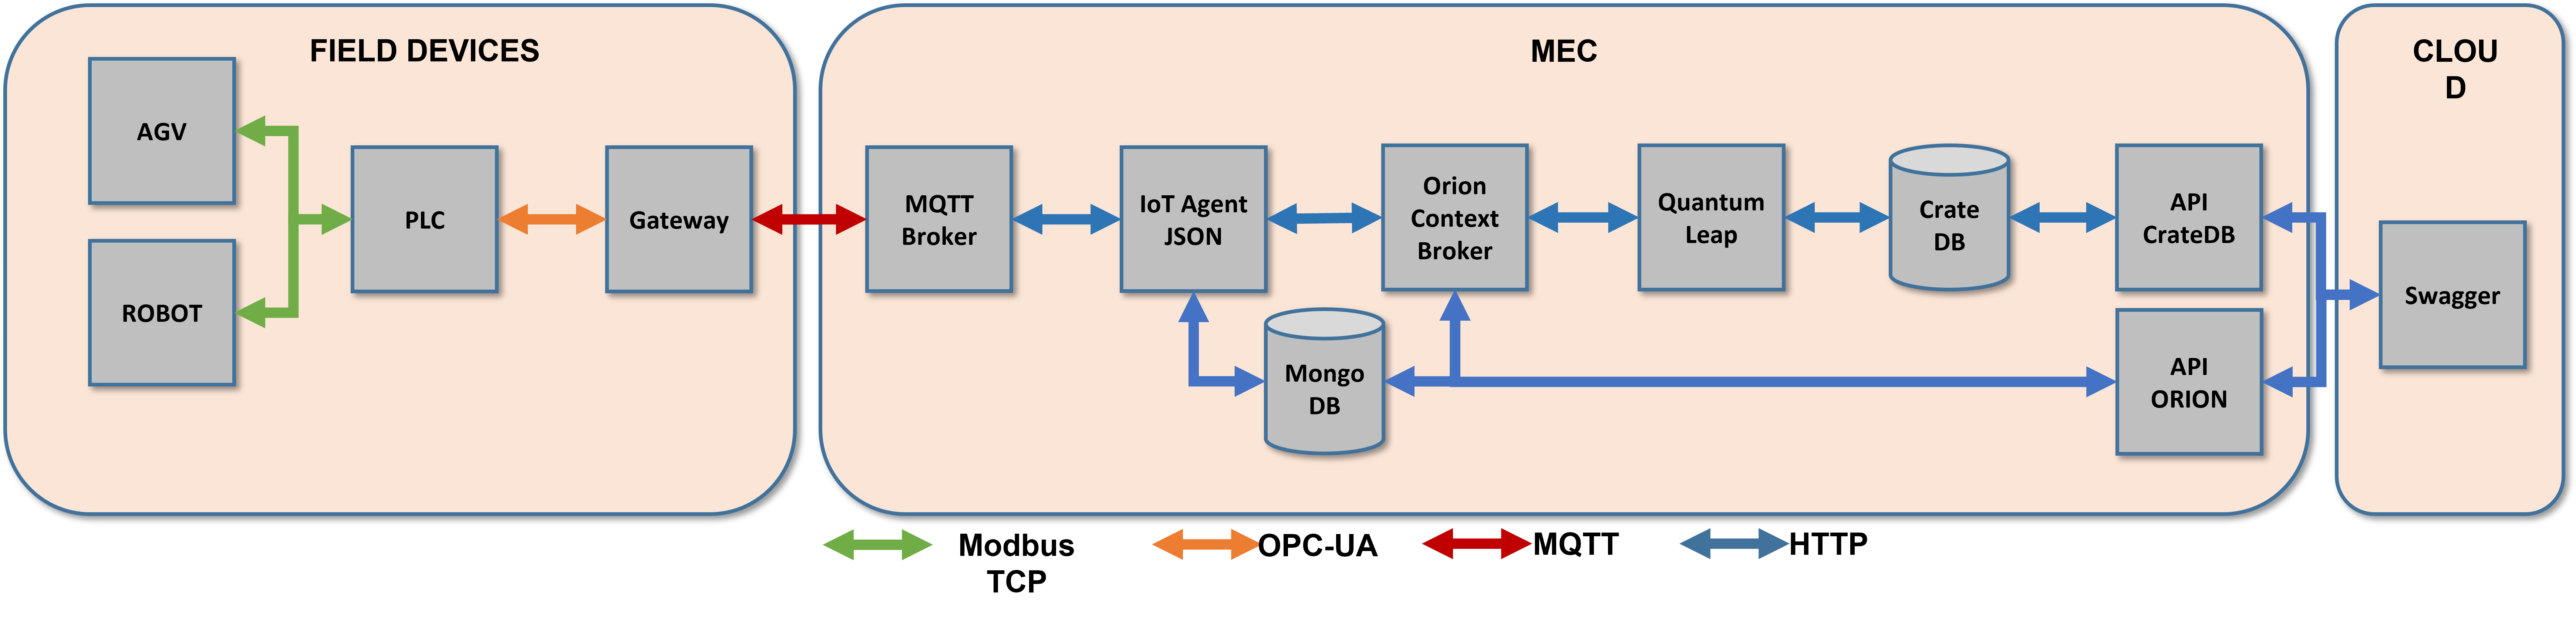 FIELD DEVICES
AGV
ROBOT
PLC
Gateway
MEC
MQTT
Broker
IoT Agent
JSON
Orion
Context
Broker
Quantum
Leap
Crate
DB
API
CrateDB
Mongo
DB
API
ORION
CLOU
D
Swagger
Modbus
TCP
OPC-UA
MQTT
HTTP